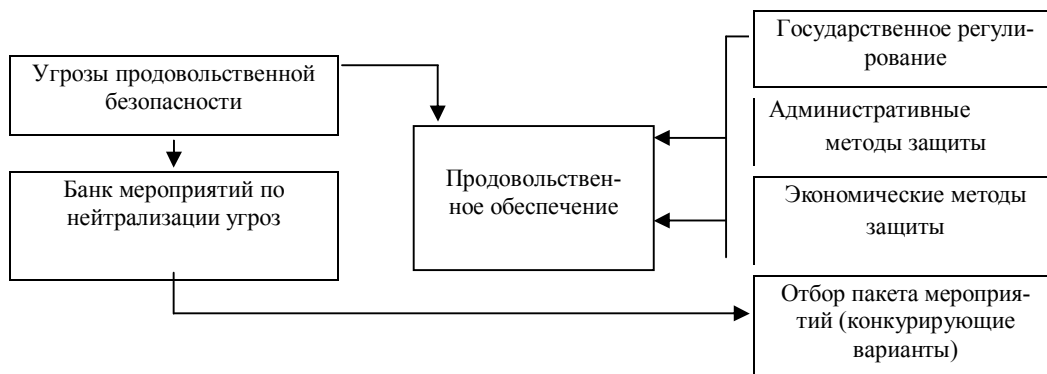 Угрозы продовольственной
безопасности
Банк мероприятий по
нейтрализации угроз
Продовольствен-
ное обеспечение
Государственное регули-
рование
Административные
методы защиты
Экономические методы
защиты
Отбор пакета мероприя-
тий (конкурирующие
варианты)